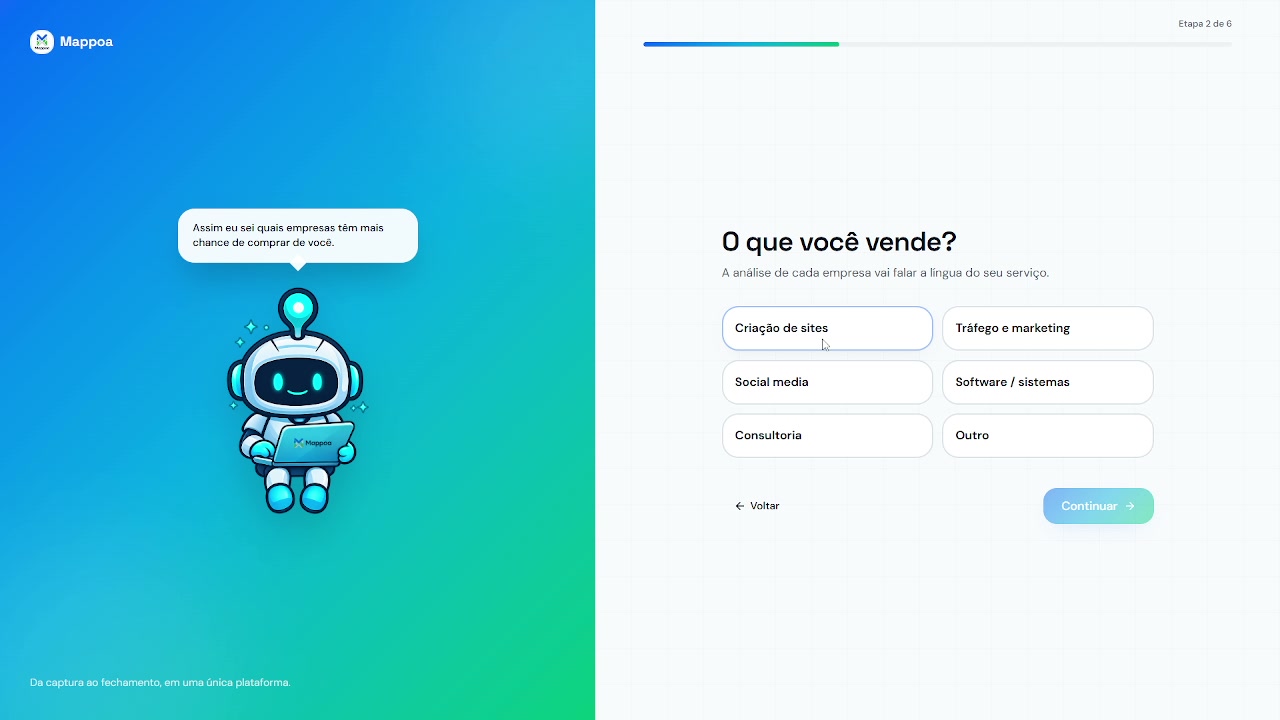 Mappoa
Etapa 2 de 6
Assim eu sei quais empresas têm mais
chance de comprar de você.
Mappoa
O que você vende?
A análise de cada empresa vai falar a língua do seu serviço.
Criação de sites
Tráfego e marketing
Social media
Software / sistemas
Consultoria
Outro
← Voltar
Continuar →
Da captura ao fechamento, em uma única plataforma.